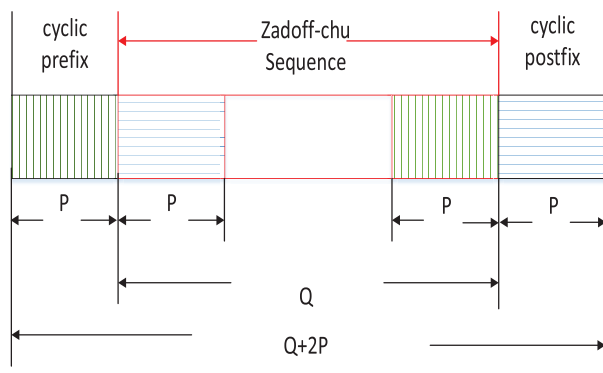 cyclic
prefix
Zadoff-chu
Sequence
cyclic
postfix
P
P
P
P
Q
Q+2P